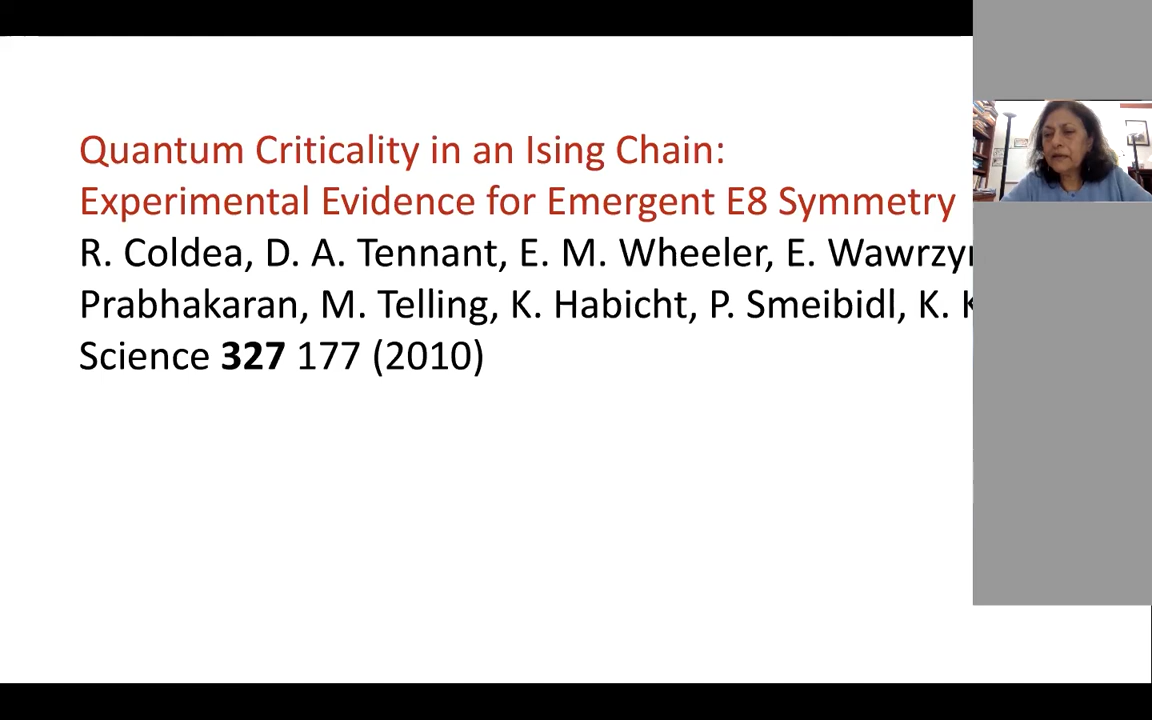 Quantum Criticality in an Ising Chain:
Experimental Evidence for Emergent E8 Symmetry
R. Coldea, D. A. Tennant, E. M. Wheeler, E.
Prabhakaran, M. Telling, K. Habicht, P. Smeibidl, K.
Science 327 177 (2010)